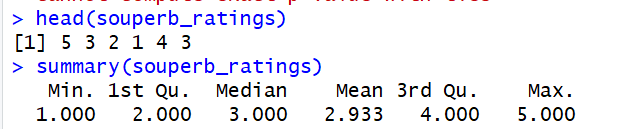 > head(souperb_ratings)
[1] 5 3 2 1 4 3
> summary(souperb_ratings)
Min. 1st Qu. Median Mean 3rd Qu. Max.
1.000 2.000 3.000 2.933 4.000 5.000